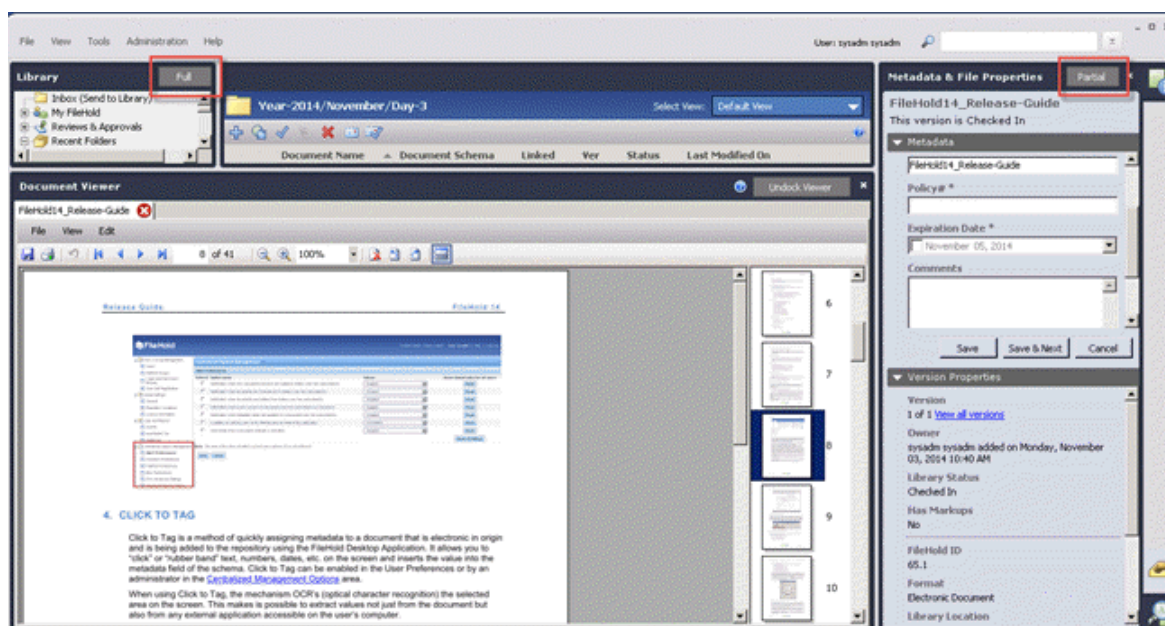 File View Tools Administration Help
User: sysadm sysadm
Library Full
Inbox (Send to Library)
My FileHold
Reviews & Approvals
Recent Folders
Year-2014/November/Day-3
Select View: Default View
Document Name Document Schema Linked Ver Status Last Modified On
Document Viewer
Undock Viewer
FileHold14_Release-Guide
File View Edit
8 of 41 100%
Release Guide FileHold 14
FileHold
4. CLICK TO TAG
Click to Tag is a method of quickly assigning metadata to a document that is electronic in origin
and is being added to the repository using the FileHold Desktop Application. It allows you to
"click" or "rubber band" text, numbers, dates, etc. on the screen and inserts the value into the
metadata field of the schema. Click to Tag can be enabled in the User Preferences or by an
administrator in the Centralized Management Options area.
When using Click to Tag, the mechanism OCR's (optical character recognition) the selected
area on the screen. This makes is possible to extract values not just from the document but
also from any external application accessible on the user's computer.
6
7
8
9
10
Metadata & File Properties Partial
FileHold14_Release-Guide
This version is Checked In
Metadata
FileHold14_Release-Guide
Policy# *
Expiration Date *
November 05, 2014
Comments
Save Save & Next Cancel
Version Properties
Version
1 of 1 View all versions
Owner
sysadm sysadm added on Monday, November
03, 2014 10:40 AM
Library Status
Checked In
Has Markups
No
FileHold ID
65.1
Format
Electronic Document
Library Location